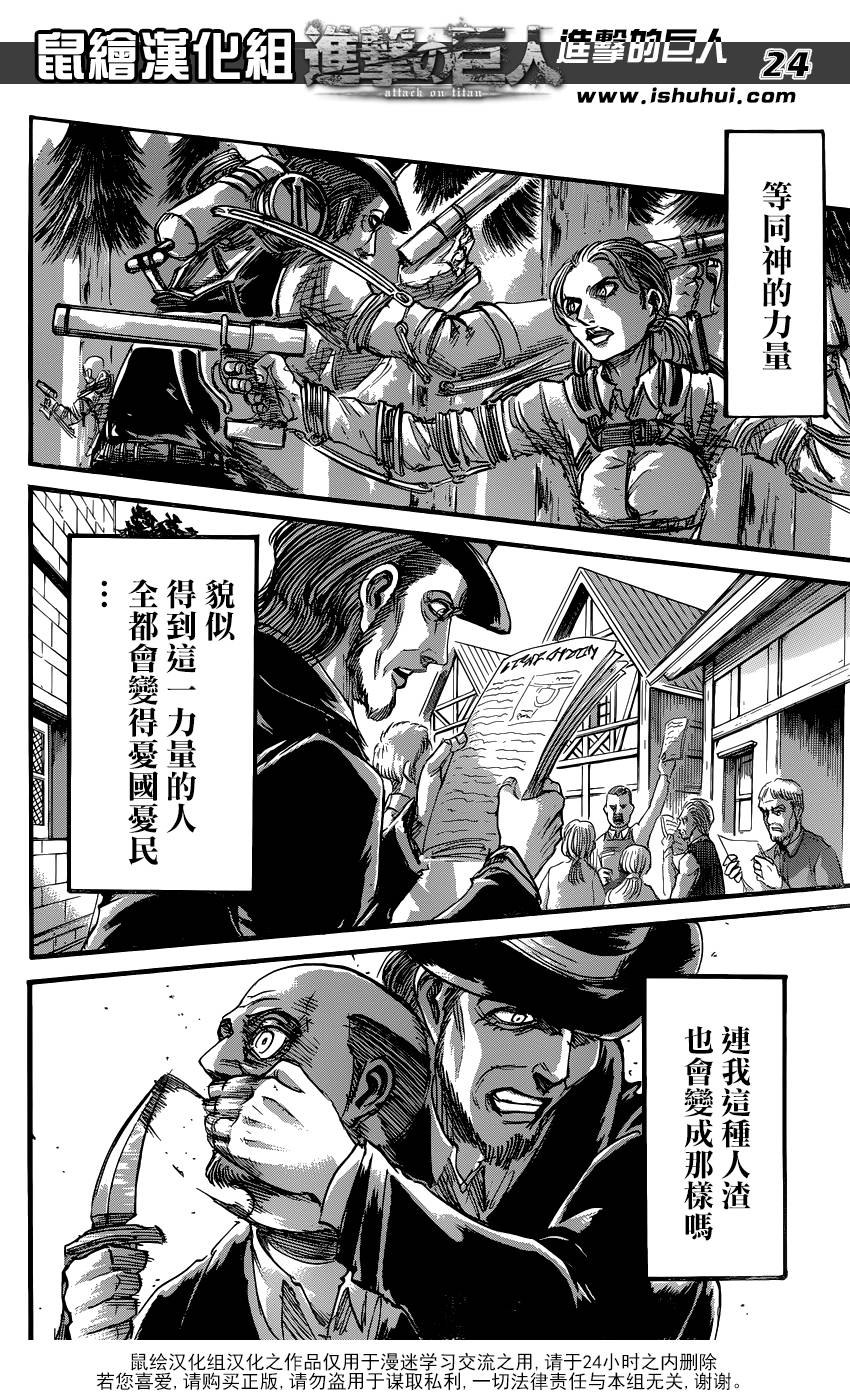 鼠繪漢化組
進撃の巨人
attack on titan
進擊的巨人
24
www.ishuhui.com
等同神的力量
貌似
得到這一力量的人
全都會變得憂國憂民
…
連我這種人渣
也會變成那樣嗎
鼠绘汉化组汉化之作品仅用于漫迷学习交流之用, 请于24小时之内删除
若您喜爱, 请购买正版, 请勿用于谋取私利, 一切法律责任与本组无关, 谢谢。